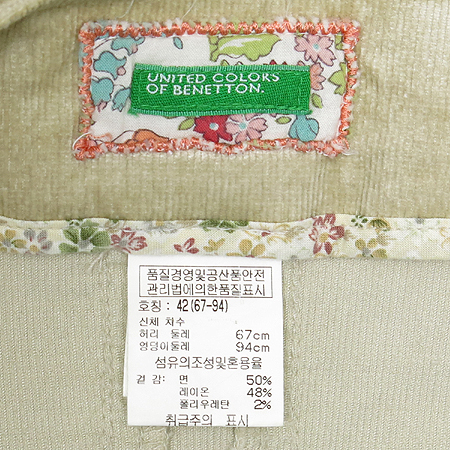 UNITED COLORS
OF BENETTON.
품질경영및공산품안전
관리법에의한품질표시
호칭: 42(67-94)
신체 치수
허리 둘레 67cm
엉덩이둘레 94cm
섬유의조성및혼용율
겉 감: 면 50%
레이온 48%
폴리우레탄 2%
취급주의 표시